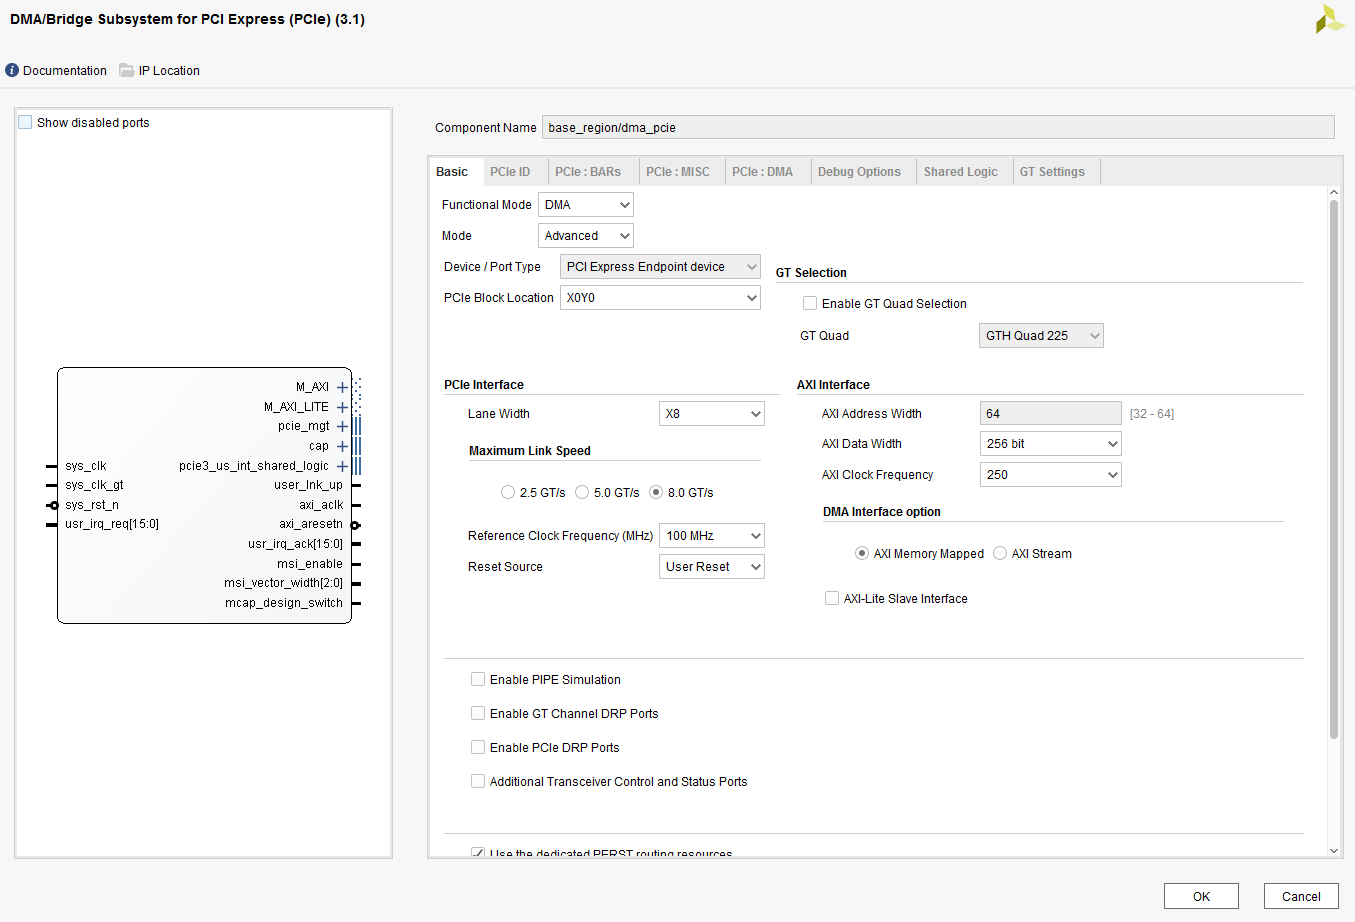 DMA/Bridge Subsystem for PCI Express (PCIe) (3.1)
Documentation IP Location
Show disabled ports
M_AXI
M_AXI_LITE
pcie_mgt
cap
sys_clk pcie3_us_int_shared_logic
sys_clk_gt user_lnk_up
sys_rst_n axi_aclk
usr_irq_req[15:0] axi_aresetn
usr_irq_ack[15:0]
msi_enable
msi_vector_width[2:0]
mcap_design_switch
Component Name base_region/dma_pcie
Basic PCIe ID PCIe : BARs PCIe : MISC PCIe : DMA Debug Options Shared Logic GT Settings
Functional Mode DMA
Mode Advanced
Device / Port Type PCI Express Endpoint device
PCIe Block Location X0Y0
GT Selection
Enable GT Quad Selection
GT Quad GTH Quad 225
PCIe Interface
Lane Width X8
Maximum Link Speed
2.5 GT/s 5.0 GT/s 8.0 GT/s
Reference Clock Frequency (MHz) 100 MHz
Reset Source User Reset
AXI Interface
AXI Address Width 64 [32 - 64]
AXI Data Width 256 bit
AXI Clock Frequency 250
DMA Interface option
AXI Memory Mapped AXI Stream
AXI-Lite Slave Interface
Enable PIPE Simulation
Enable GT Channel DRP Ports
Enable PCIe DRP Ports
Additional Transceiver Control and Status Ports
Use the dedicated PERST routing resources
OK Cancel